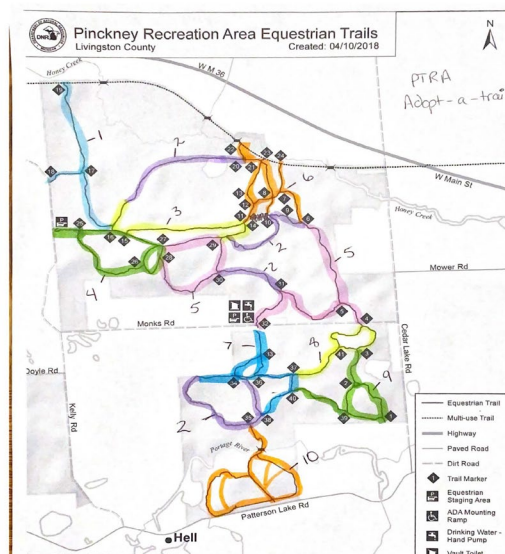 Pinckney Recreation Area Equestrian Trails
Livingston County
Created: 04/10/2018
DNR
N
Honey Creek
W M 36
PTRA
Adopt-a-trai
W Main St
Honey Creek
1
2
3
6
2
2
4
5
5
Mower Rd
Monks Rd
Cedar Lake Rd
Doyle Rd
Kelly Rd
7
8
9
2
10
Portage River
Patterson Lake Rd
Hell
Equestrian Trail
Multi-use Trail
Highway
Paved Road
Dirt Road
Trail Marker
Equestrian
Staging Area
ADA Mounting
Ramp
Drinking Water -
Hand Pump
Vault Toilet